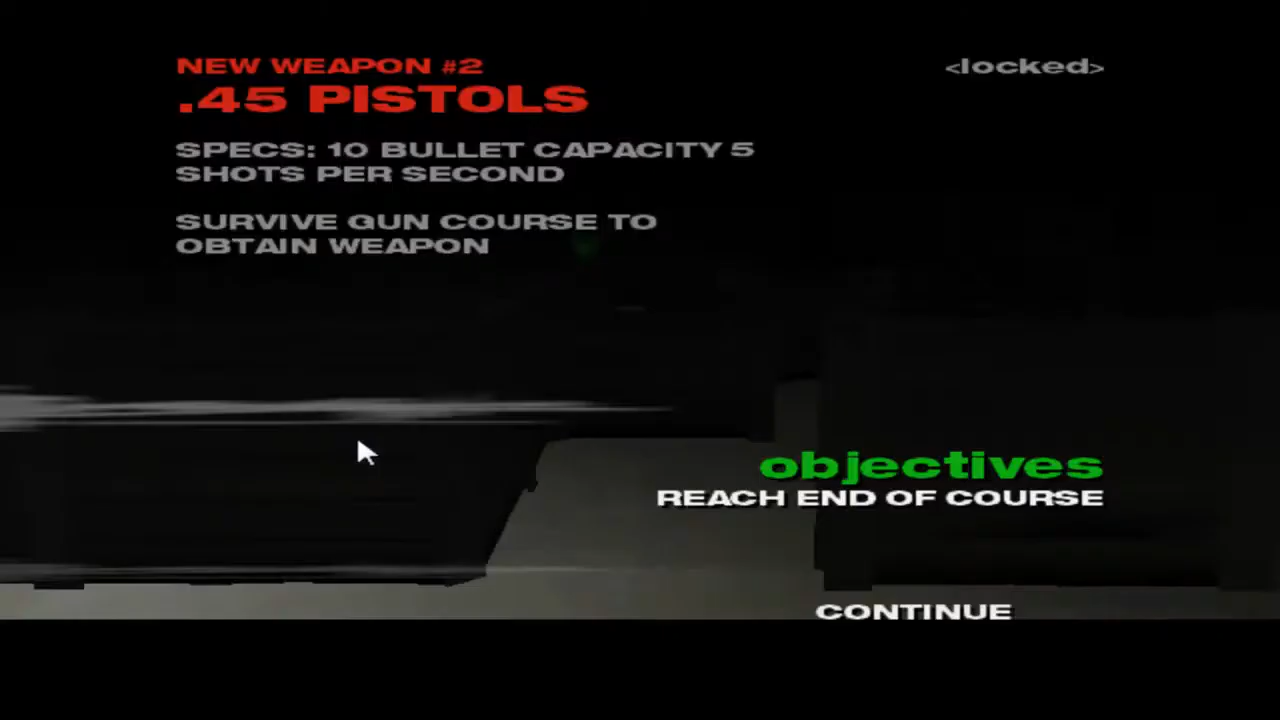 NEW WEAPON #2
<locked>
.45 PISTOLS
SPECS: 10 BULLET CAPACITY 5
SHOTS PER SECOND
SURVIVE GUN COURSE TO
OBTAIN WEAPON
objectives
REACH END OF COURSE
CONTINUE